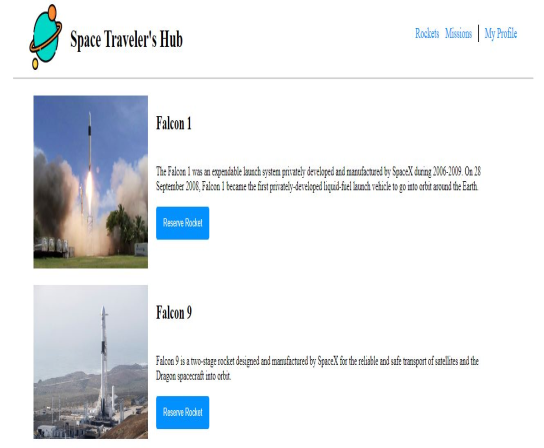 Space Traveler's Hub
Rockets Missions | My Profile
Falcon 1
The Falcon 1 was an expendable launch system privately developed and manufactured by SpaceX during 2006-2009. On 28
September 2008, Falcon 1 became the first privately-developed liquid-fuel launch vehicle to go into orbit around the Earth.
Reserve Rocket
Falcon 9
Falcon 9 is a two-stage rocket designed and manufactured by SpaceX for the reliable and safe transport of satellites and the
Dragon spacecraft into orbit.
Reserve Rocket